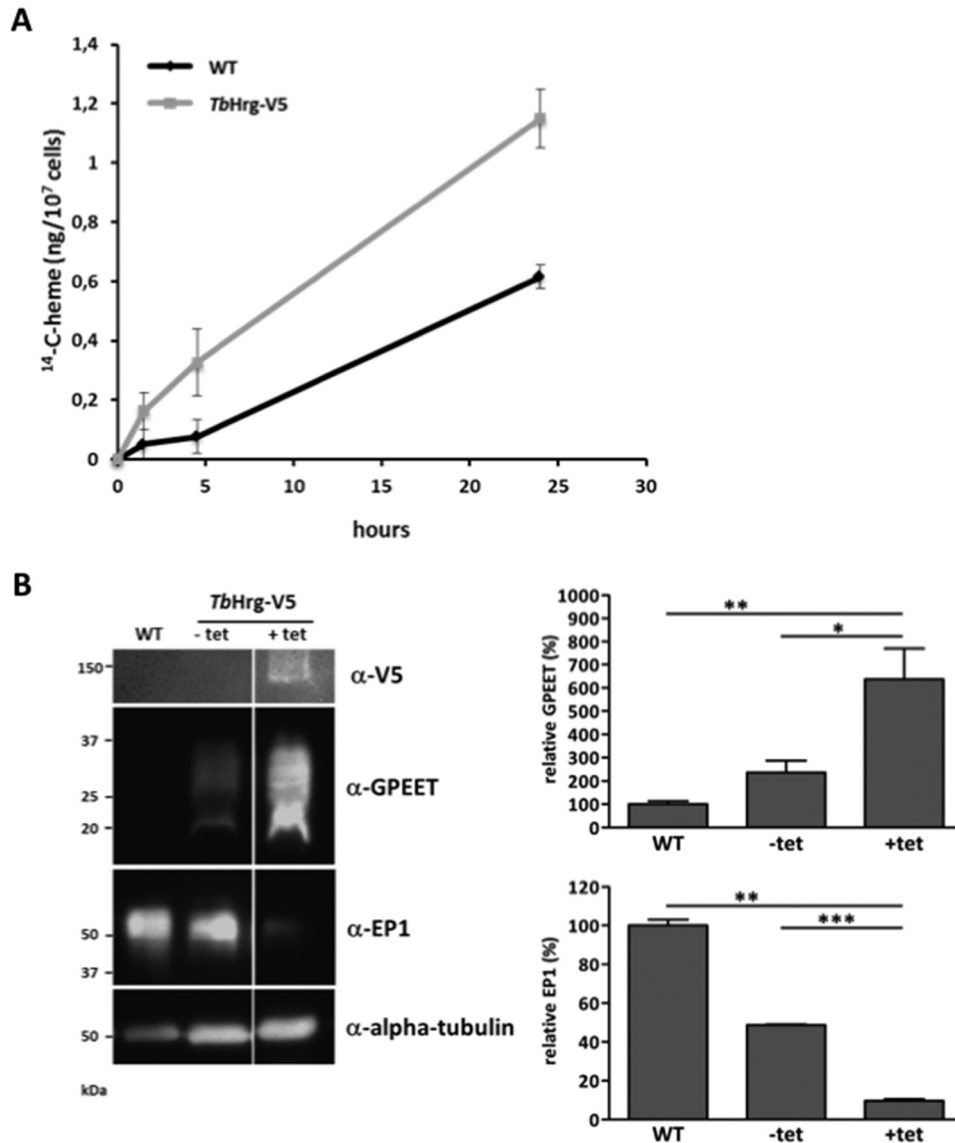 A
1,4
1,2
1
0,8
0,6
0,4
0,2
0
¹⁴-C-heme (ng/10⁷ cells)
WT
TbHrg-V5
0 5 10 15 20 25 30
hours
B
TbHrg-V5
WT - tet + tet
150
α-V5
37
25
20
α-GPEET
50
37
α-EP1
50
α-alpha-tubulin
kDa
relative GPEET (%)
1000
900
800
700
600
500
400
300
200
100
0
**
*
WT -tet +tet
relative EP1 (%)
120
100
80
60
40
20
0
**
***
WT -tet +tet